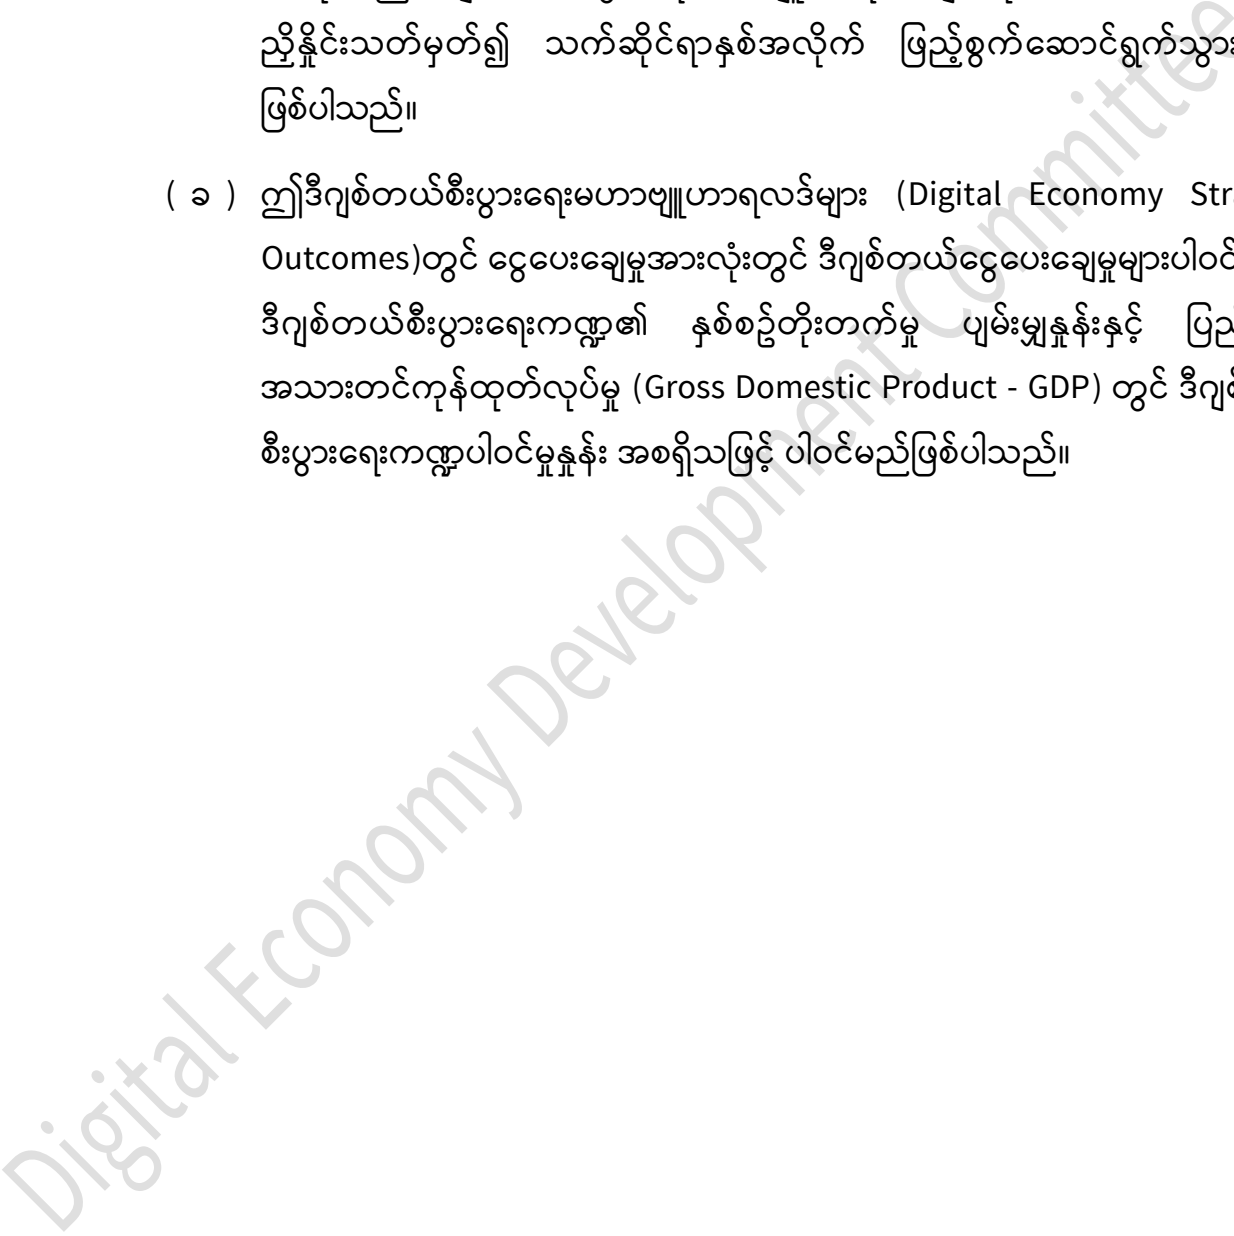 ညှိနှိုင်းသတ်မှတ်၍ သက်ဆိုင်ရာနှစ်အလိုက် ဖြည့်စွက်ဆောင်ရွက်သွား
ဖြစ်ပါသည်။
( ခ ) ဤဒီဂျစ်တယ်စီးပွားရေးမဟာဗျူဟာရလဒ်များ (Digital Economy Str
Outcomes)တွင် ငွေပေးချေမှုအားလုံးတွင် ဒီဂျစ်တယ်ငွေပေးချေမှုများပါဝင်
ဒီဂျစ်တယ်စီးပွားရေးကဏ္ဍ၏ နှစ်စဥ်တိုးတက်မှု ပျမ်းမျှနှုန်းနှင့် ပြည်
အသားတင်ကုန်ထုတ်လုပ်မှု (Gross Domestic Product - GDP) တွင် ဒီဂျစ်
စီးပွားရေးကဏ္ဍပါဝင်မှုနှုန်း အစရှိသဖြင့် ပါဝင်မည်ဖြစ်ပါသည်။
Digital Economy Development Committee